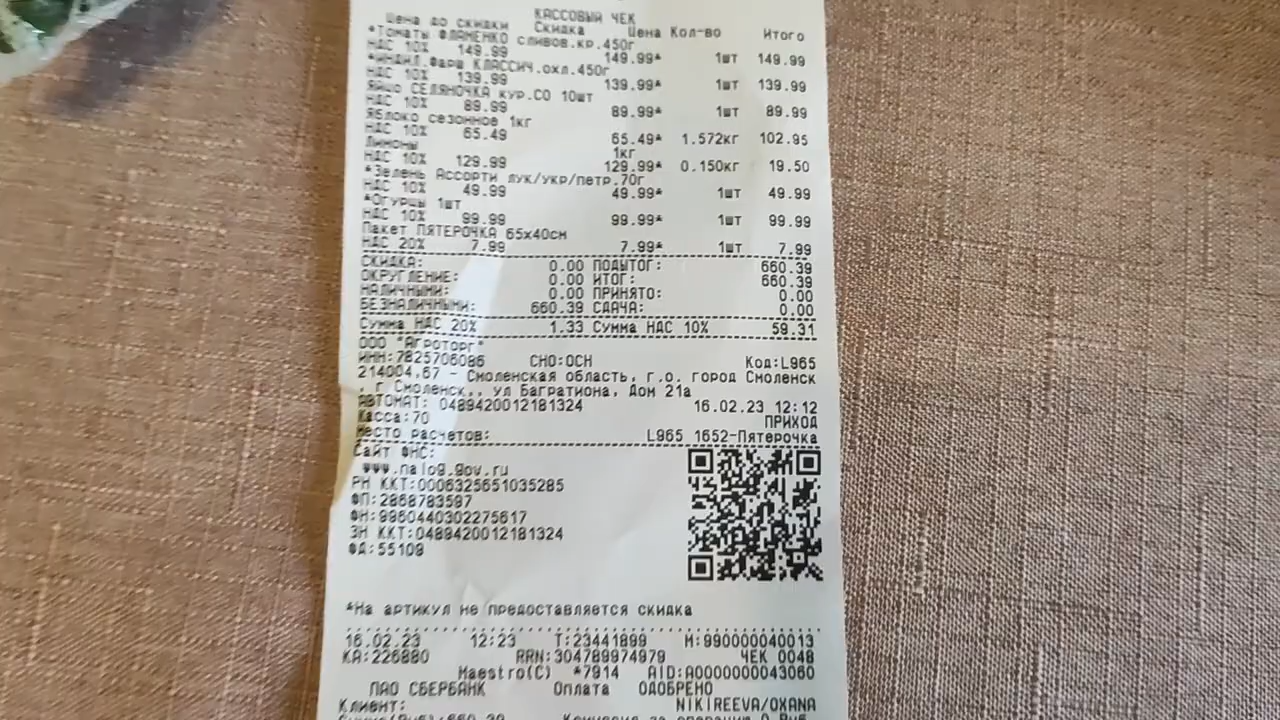 КАССОВЫЙ ЧЕК
Цена до скидки Скидка Цена Кол-во Итого
*Томаты ФЛАМЕНКО сливов.кр.450г
НДС 10% 149.99 149.99* 1шт 149.99
*ИНДИЛ.Фарш КЛАССИЧ.охл.450г
НДС 10% 139.99 139.99* 1шт 139.99
Яйцо СЕЛЯНОЧКА кур.СО 10шт
НДС 10% 89.99 89.99* 1шт 89.99
Яблоко сезонное 1кг
НДС 10% 65.49 65.49* 1.572кг 102.95
Лимоны 1кг
НДС 10% 129.99 129.99* 0.150кг 19.50
*Зелень Ассорти лук/укр/петр.70г
НДС 10% 49.99 49.99* 1шт 49.99
*Огурцы 1шт
НДС 10% 99.99 99.99* 1шт 99.99
Пакет ПЯТЕРОЧКА 65х40см
НДС 20% 7.99 7.99* 1шт 7.99
СКИДКА: 0.00 ПОДЫТОГ: 660.39
ОКРУГЛЕНИЕ: 0.00 ИТОГ: 660.39
НАЛИЧНЫМИ: 0.00 ПРИНЯТО: 0.00
БЕЗНАЛИЧНЫМИ: 660.39 СДАЧА: 0.00
Сумма НДС 20% 1.33 Сумма НДС 10% 59.31
ООО "Агроторг"
ИНН:7825706086 СНО:ОСН Код:L965
214004,67 - Смоленская область, г.о. город Смоленск
, г Смоленск,, ул Багратиона, Дом 21а
АВТОМАТ: 0489420012181324 16.02.23 12:12
Касса:70 ПРИХОД
Место расчетов: L965 1652-Пятерочка
Сайт ФНС:
www.nalog.gov.ru
РН ККТ:0006325651035285
ФП:2868783597
ФН:9960440302275617
ЗН ККТ:0489420012181324
ФД:55109
*На артикул не предоставляется скидка
16.02.23 12:23 Т:23441899 М:990000040013
КА:226880 RRN:304789974979 ЧЕК 0048
Maestro(C) *7914 AID:A0000000043060
ПАО СБЕРБАНК Оплата ОДОБРЕНО
Клиент: NIKIREEVA/OXANA